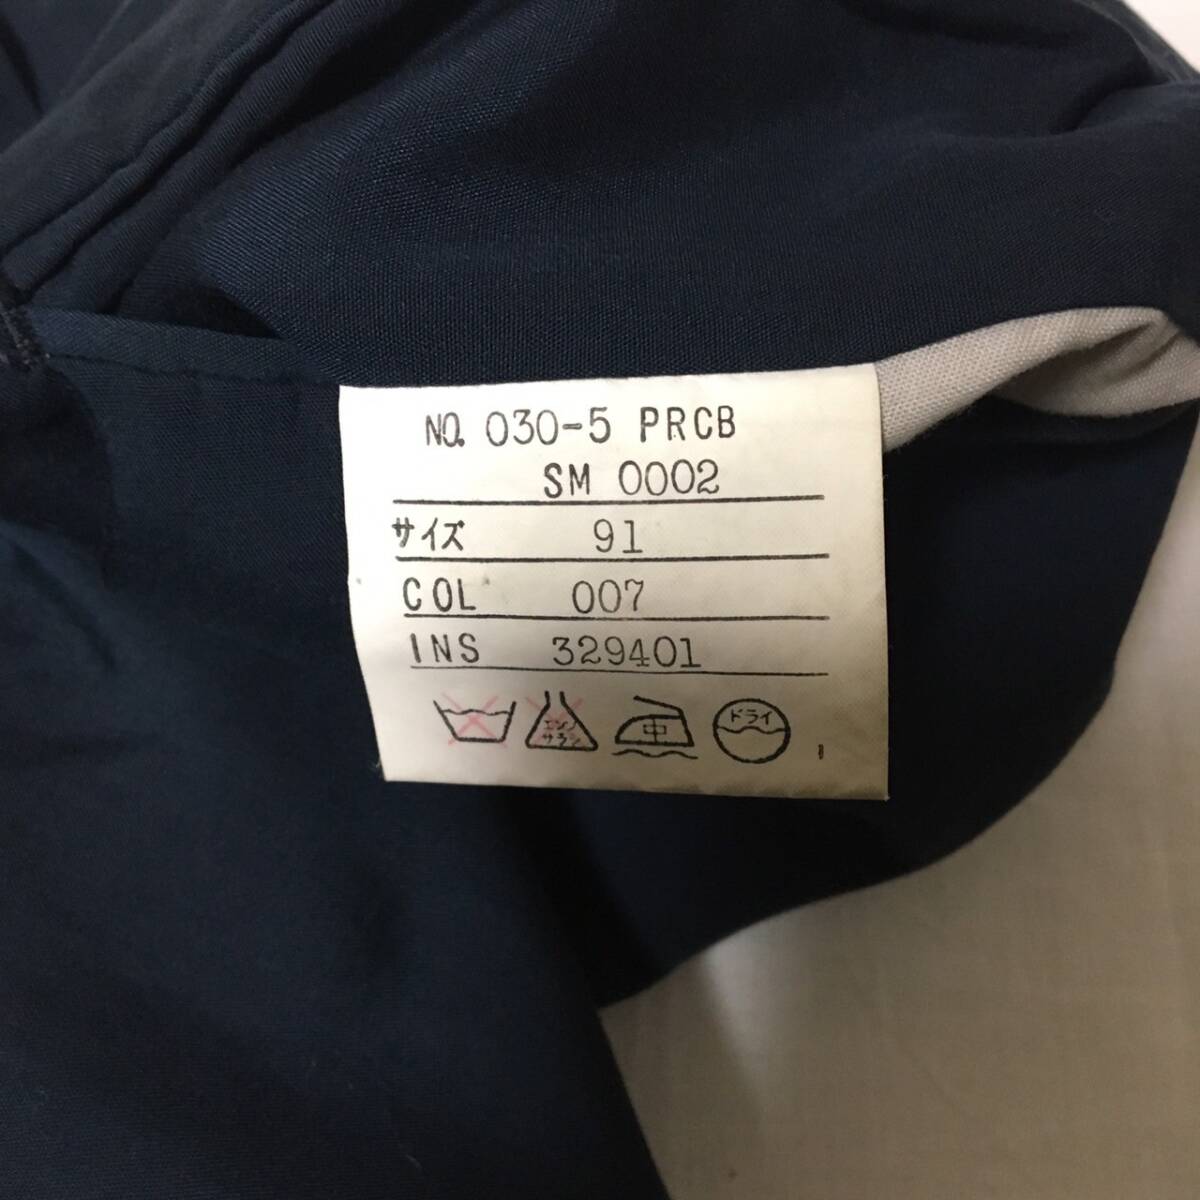 NO. 030-5 PRCB
SM 0002
サイズ 91
COL 007
INS 329401
エンソ
サラシ
中
ドライ